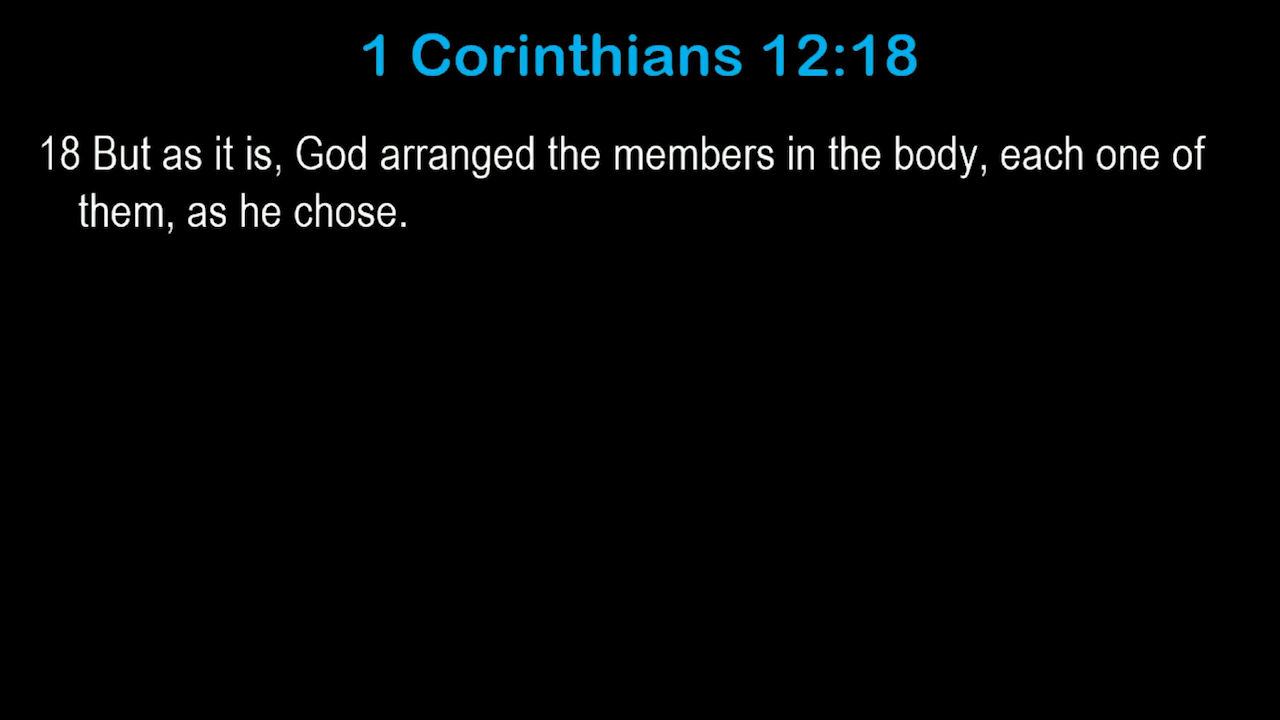 1 Corinthians 12:18
18 But as it is, God arranged the members in the body, each one of
them, as he chose.